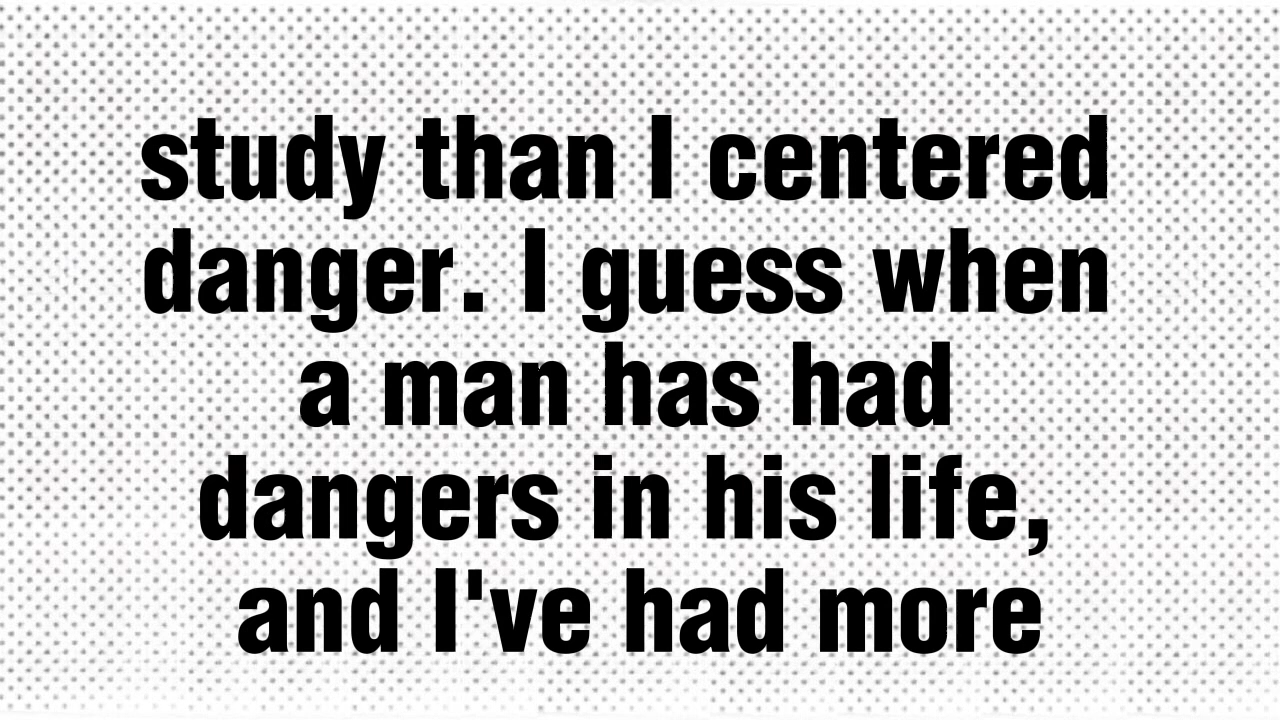 study than I centered
danger. I guess when
a man has had
dangers in his life,
and I've had more